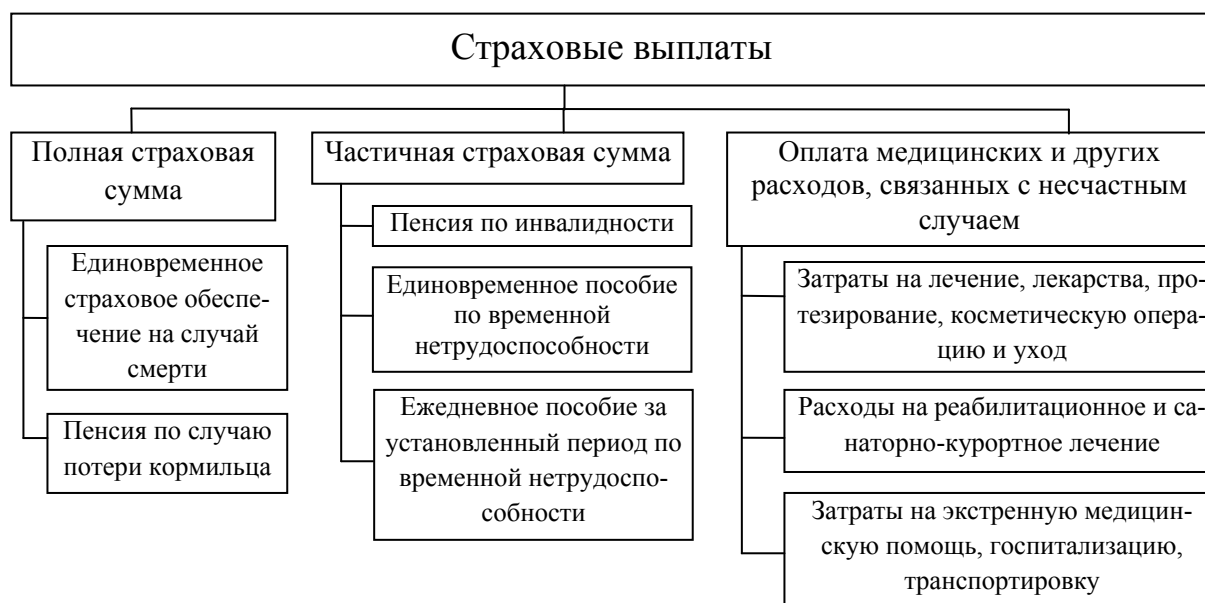 Страховые выплаты
Полная страховая
сумма
Единовременное
страховое обеспе-
чение на случай
смерти
Пенсия по случаю
потери кормильца
Частичная страховая сумма
Пенсия по инвалидности
Единовременное пособие
по временной
нетрудоспособности
Ежедневное пособие за
установленный период по
временной нетрудоспо-
собности
Оплата медицинских и других
расходов, связанных с несчастным
случаем
Затраты на лечение, лекарства, про-
тезирование, косметическую опера-
цию и уход
Расходы на реабилитационное и са-
наторно-курортное лечение
Затраты на экстренную медицин-
скую помощь, госпитализацию,
транспортировку